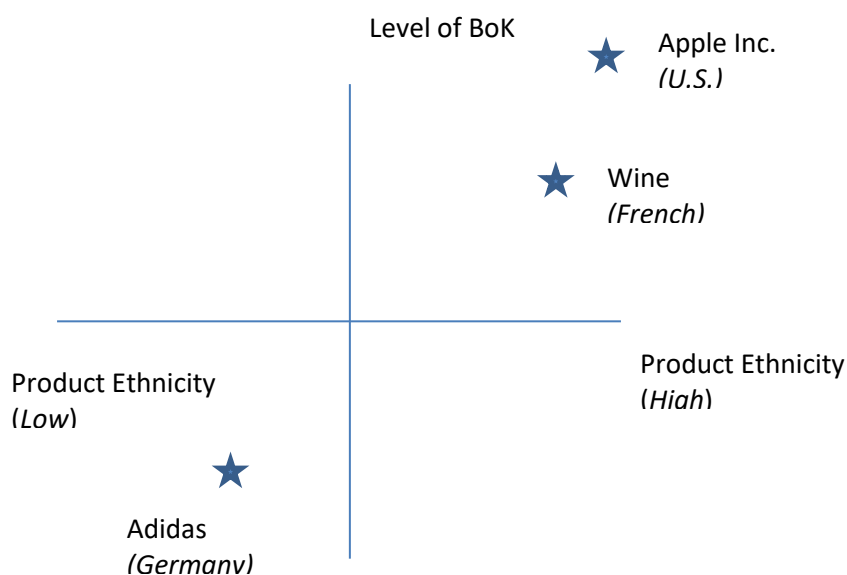 Level of BoK
Apple Inc.
(U.S.)
Wine
(French)
Product Ethnicity
(High)
Product Ethnicity
(Low)
Adidas
(Germany)